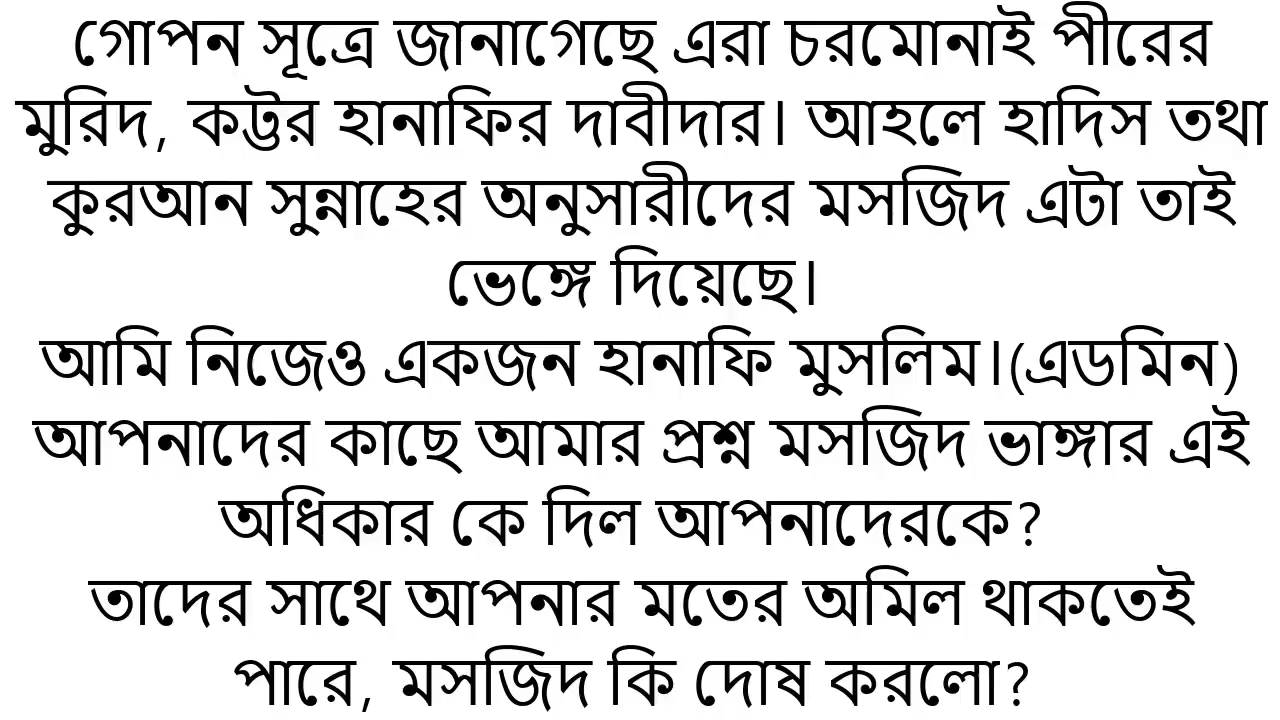 গোপন সূত্রে জানাগেছে এরা চরমোনাই পীরের
মুরিদ, কট্টর হানাফির দাবীদার। আহলে হাদিস তথা
কুরআন সুন্নাহের অনুসারীদের মসজিদ এটা তাই
ভেঙ্গে দিয়েছে।
আমি নিজেও একজন হানাফি মুসলিম।(এডমিন)
আপনাদের কাছে আমার প্রশ্ন মসজিদ ভাঙ্গার এই
অধিকার কে দিল আপনাদেরকে?
তাদের সাথে আপনার মতের অমিল থাকতেই
পারে, মসজিদ কি দোষ করলো?